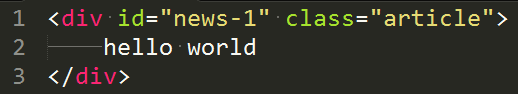 1 <div id="news-1" class="article">
2 	hello world
3 </div>